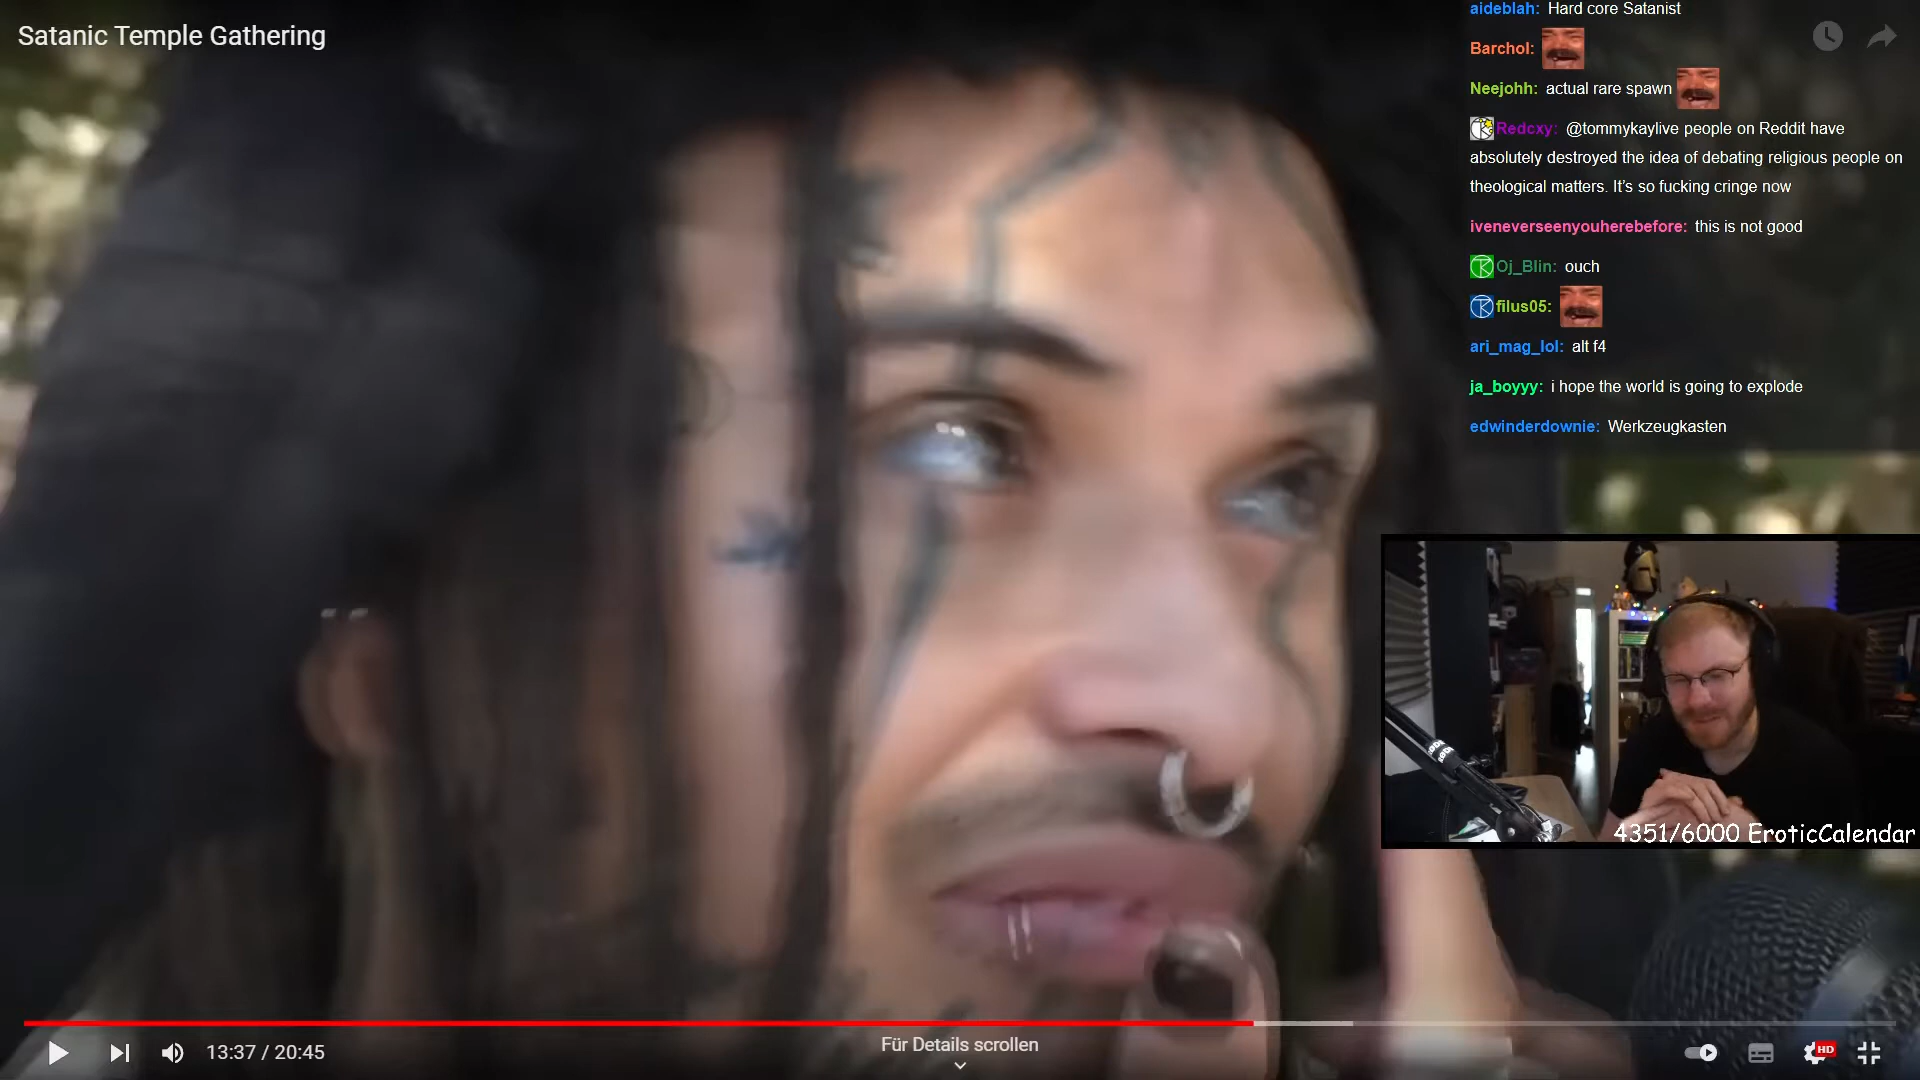 Satanic Temple Gathering
aideblah: Hard core Satanist
Barchol:
Neejohh: actual rare spawn
Redcxy: @tommykaylive people on Reddit have
absolutely destroyed the idea of debating religious people on
theological matters. It's so fucking cringe now
iveneverseenyouherebefore: this is not good
Oj_Blin: ouch
filus05:
ari_mag_lol: alt f4
ja_boyyy: i hope the world is going to explode
edwinderdownie: Werkzeugkasten
4351/6000 EroticCalendar
13:37 / 20:45
Für Details scrollen
HD